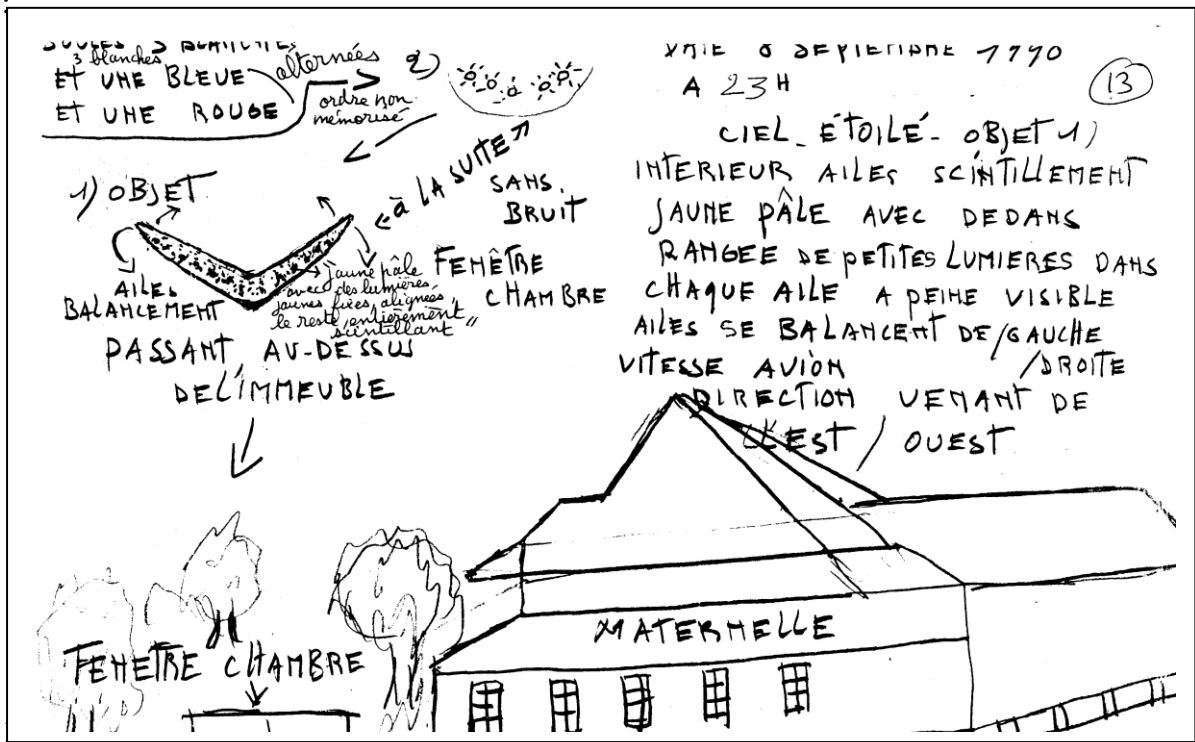 3 blanches
ET UNE BLEUE
ET UNE ROUGE
alternées
ordre non
mémorisé
2)
1) OBJET
<- à LA SUITE ->
SANS
BRUIT
AILES
BALANCEMENT
jaune pâle
avec des lumières
jaunes fixes, alignées,
le reste "entièrement
scintillant"
FENÊTRE
CHAMBRE
PASSANT AU-DESSUS
DE L'IMMEUBLE
SEPTEMBRE 1990
A 23H
13
CIEL ÉTOILÉ - OBJET 1)
INTERIEUR AILES SCINTILLEMENT
JAUNE PÂLE AVEC DEDANS
RANGEE DE PETITES LUMIERES DANS
CHAQUE AILE A PEINE VISIBLE
AILES SE BALANCENT DE/GAUCHE
VITESSE AVION /DROITE
DIRECTION VENANT DE
L'EST / OUEST
MATERNELLE
FENETRE CHAMBRE